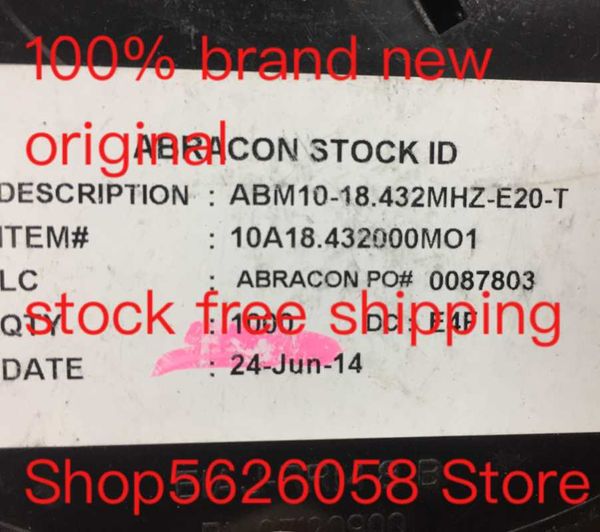 100% brand new
original
ABRACON STOCK ID
DESCRIPTION : ABM10-18.432MHZ-E20-T
ITEM# : 10A18.432000MO1
LC : ABRACON PO# 0087803
stock free shipping
QTY : 1000 DC :
DATE : 24-Jun-14
Shop5626058 Store